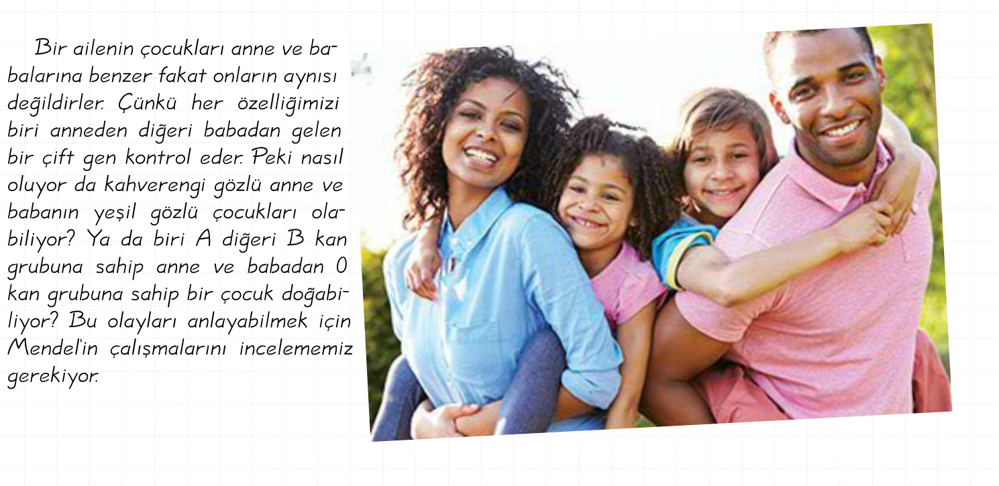 Bir ailenin çocukları anne ve ba-
balarına benzer fakat onların aynısı
değildirler. Çünkü her özelliğimizi
biri anneden diğeri babadan gelen
bir çift gen kontrol eder. Peki nasıl
oluyor da kahverengi gözlü anne ve
babanın yeşil gözlü çocukları ola-
biliyor? Ya da biri A diğeri B kan
grubuna sahip anne ve babadan 0
kan grubuna sahip bir çocuk doğabi-
liyor? Bu olayları anlayabilmek için
Mendel'in çalışmalarını incelememiz
gerekiyor.